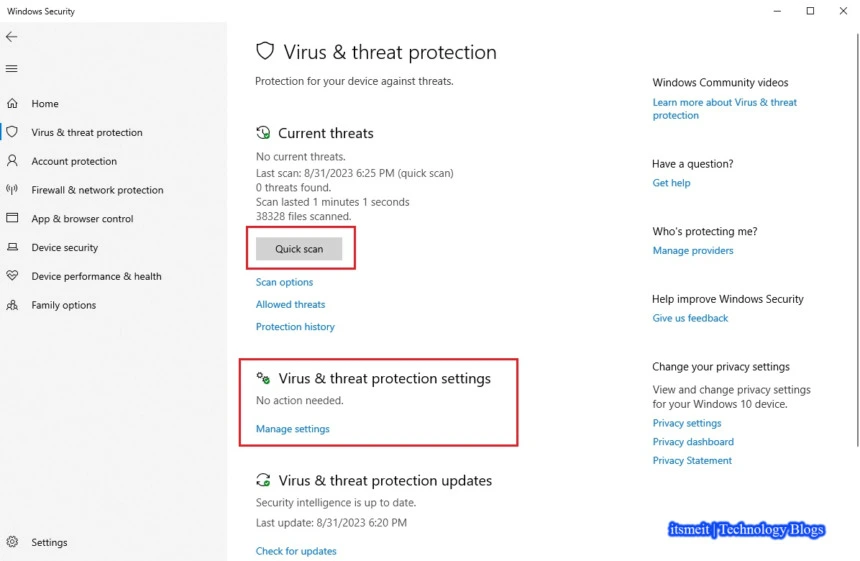 Windows Security
Home
Virus & threat protection
Account protection
Firewall & network protection
App & browser control
Device security
Device performance & health
Family options
Settings
Virus & threat protection
Protection for your device against threats.
Current threats
No current threats.
Last scan: 8/31/2023 6:25 PM (quick scan)
0 threats found.
Scan lasted 1 minutes 1 seconds
38328 files scanned.
Quick scan
Scan options
Allowed threats
Protection history
Virus & threat protection settings
No action needed.
Manage settings
Virus & threat protection updates
Security intelligence is up to date.
Last update: 8/31/2023 6:20 PM
Check for updates
Windows Community videos
Learn more about Virus & threat
protection
Have a question?
Get help
Who's protecting me?
Manage providers
Help improve Windows Security
Give us feedback
Change your privacy settings
View and change privacy settings
for your Windows 10 device.
Privacy settings
Privacy dashboard
Privacy Statement
itsmeit | Technology Blogs